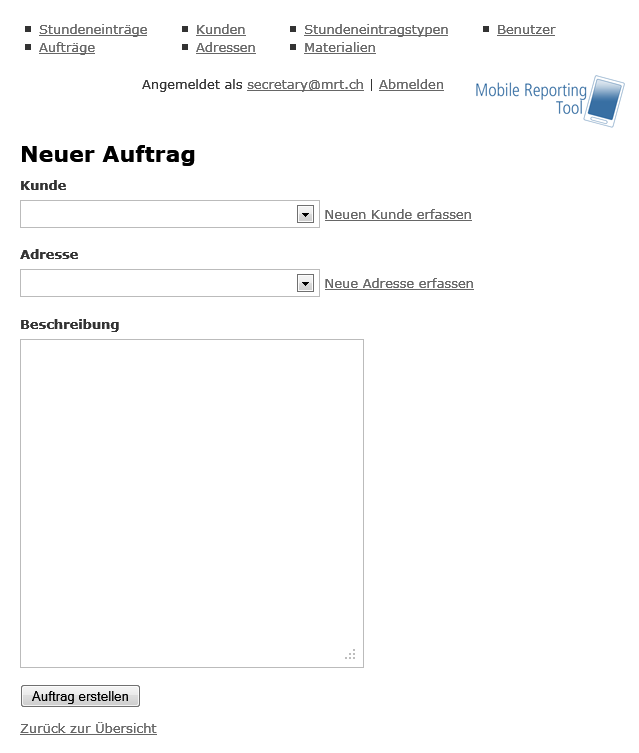 Stundeneinträge Kunden Stundeneintragstypen Benutzer
Aufträge Adressen Materialien
Angemeldet als secretary@mrt.ch | Abmelden
Mobile Reporting
Tool
Neuer Auftrag
Kunde
Neuen Kunde erfassen
Adresse
Neue Adresse erfassen
Beschreibung
Auftrag erstellen
Zurück zur Übersicht